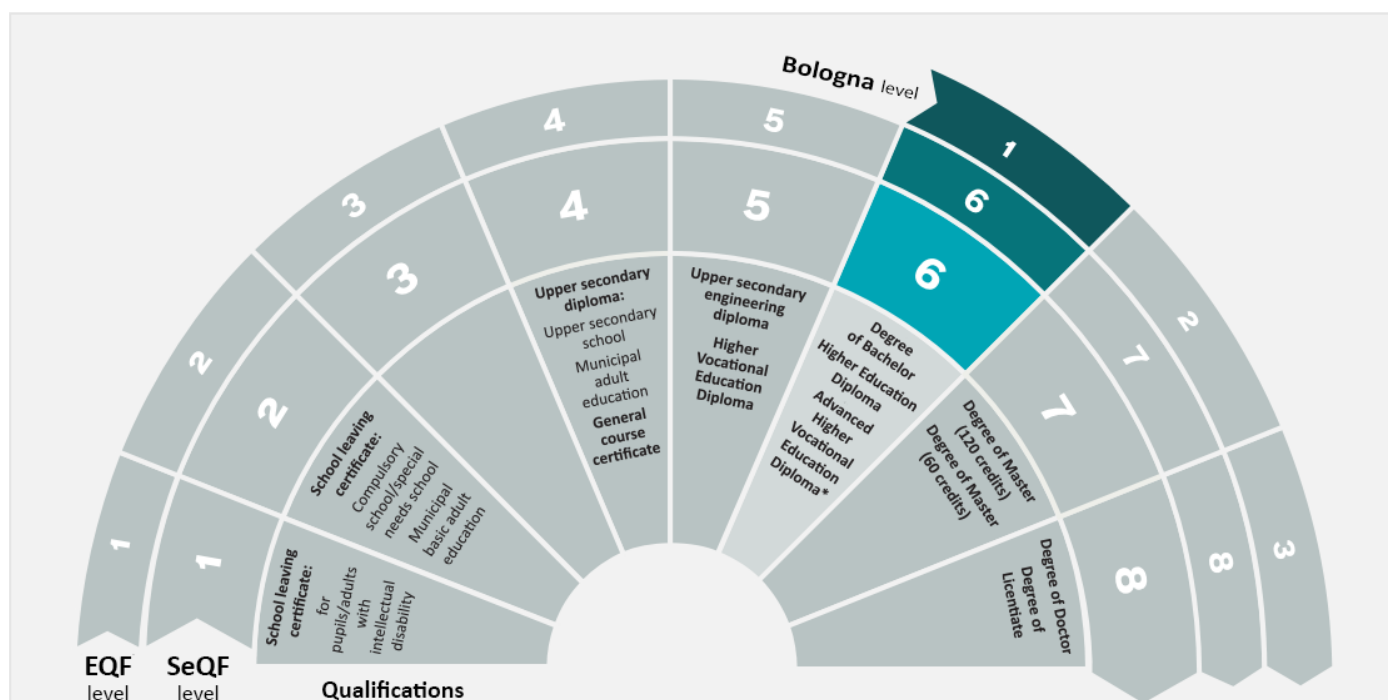 Bologna level
1
2
3
1
2
3
4
5
6
7
8
1
2
3
4
5
6
7
8
School leaving
certificate:
for
pupils/adults
with
intellectual
disability
School leaving
certificate:
Compulsory
school/special
needs school
Municipal
basic adult
education
Upper secondary
diploma:
Upper secondary
school
Municipal
adult
education
General
course
certificate
Upper secondary
engineering
diploma
Higher
Vocational
Education
Diploma
Degree
of Bachelor
Higher Education
Diploma
Advanced
Higher
Vocational
Education
Diploma*
Degree of Master
(120 credits)
Degree of Master
(60 credits)
Degree of Doctor
Degree of
Licentiate
EQF
level
SeQF
level
Qualifications